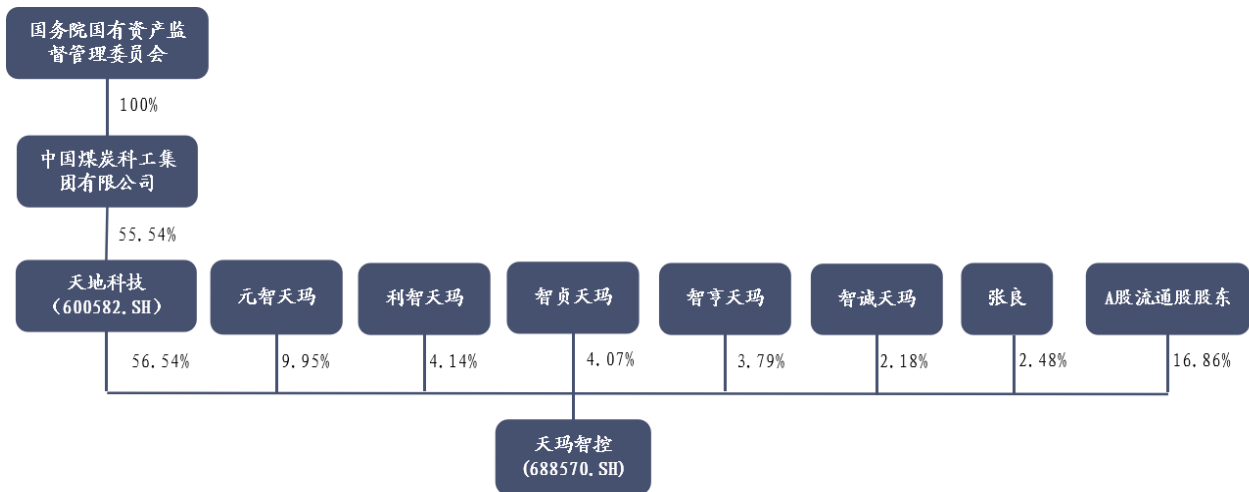 国务院国有资产监
督管理委员会
100%
中国煤炭科工集
团有限公司
55.54%
天地科技
(600582.SH)
元智天玛
利智天玛
智贞天玛
智亨天玛
智诚天玛
张良
A股流通股股东
56.54%
9.95%
4.14%
4.07%
3.79%
2.18%
2.48%
16.86%
天玛智控
(688570.SH)